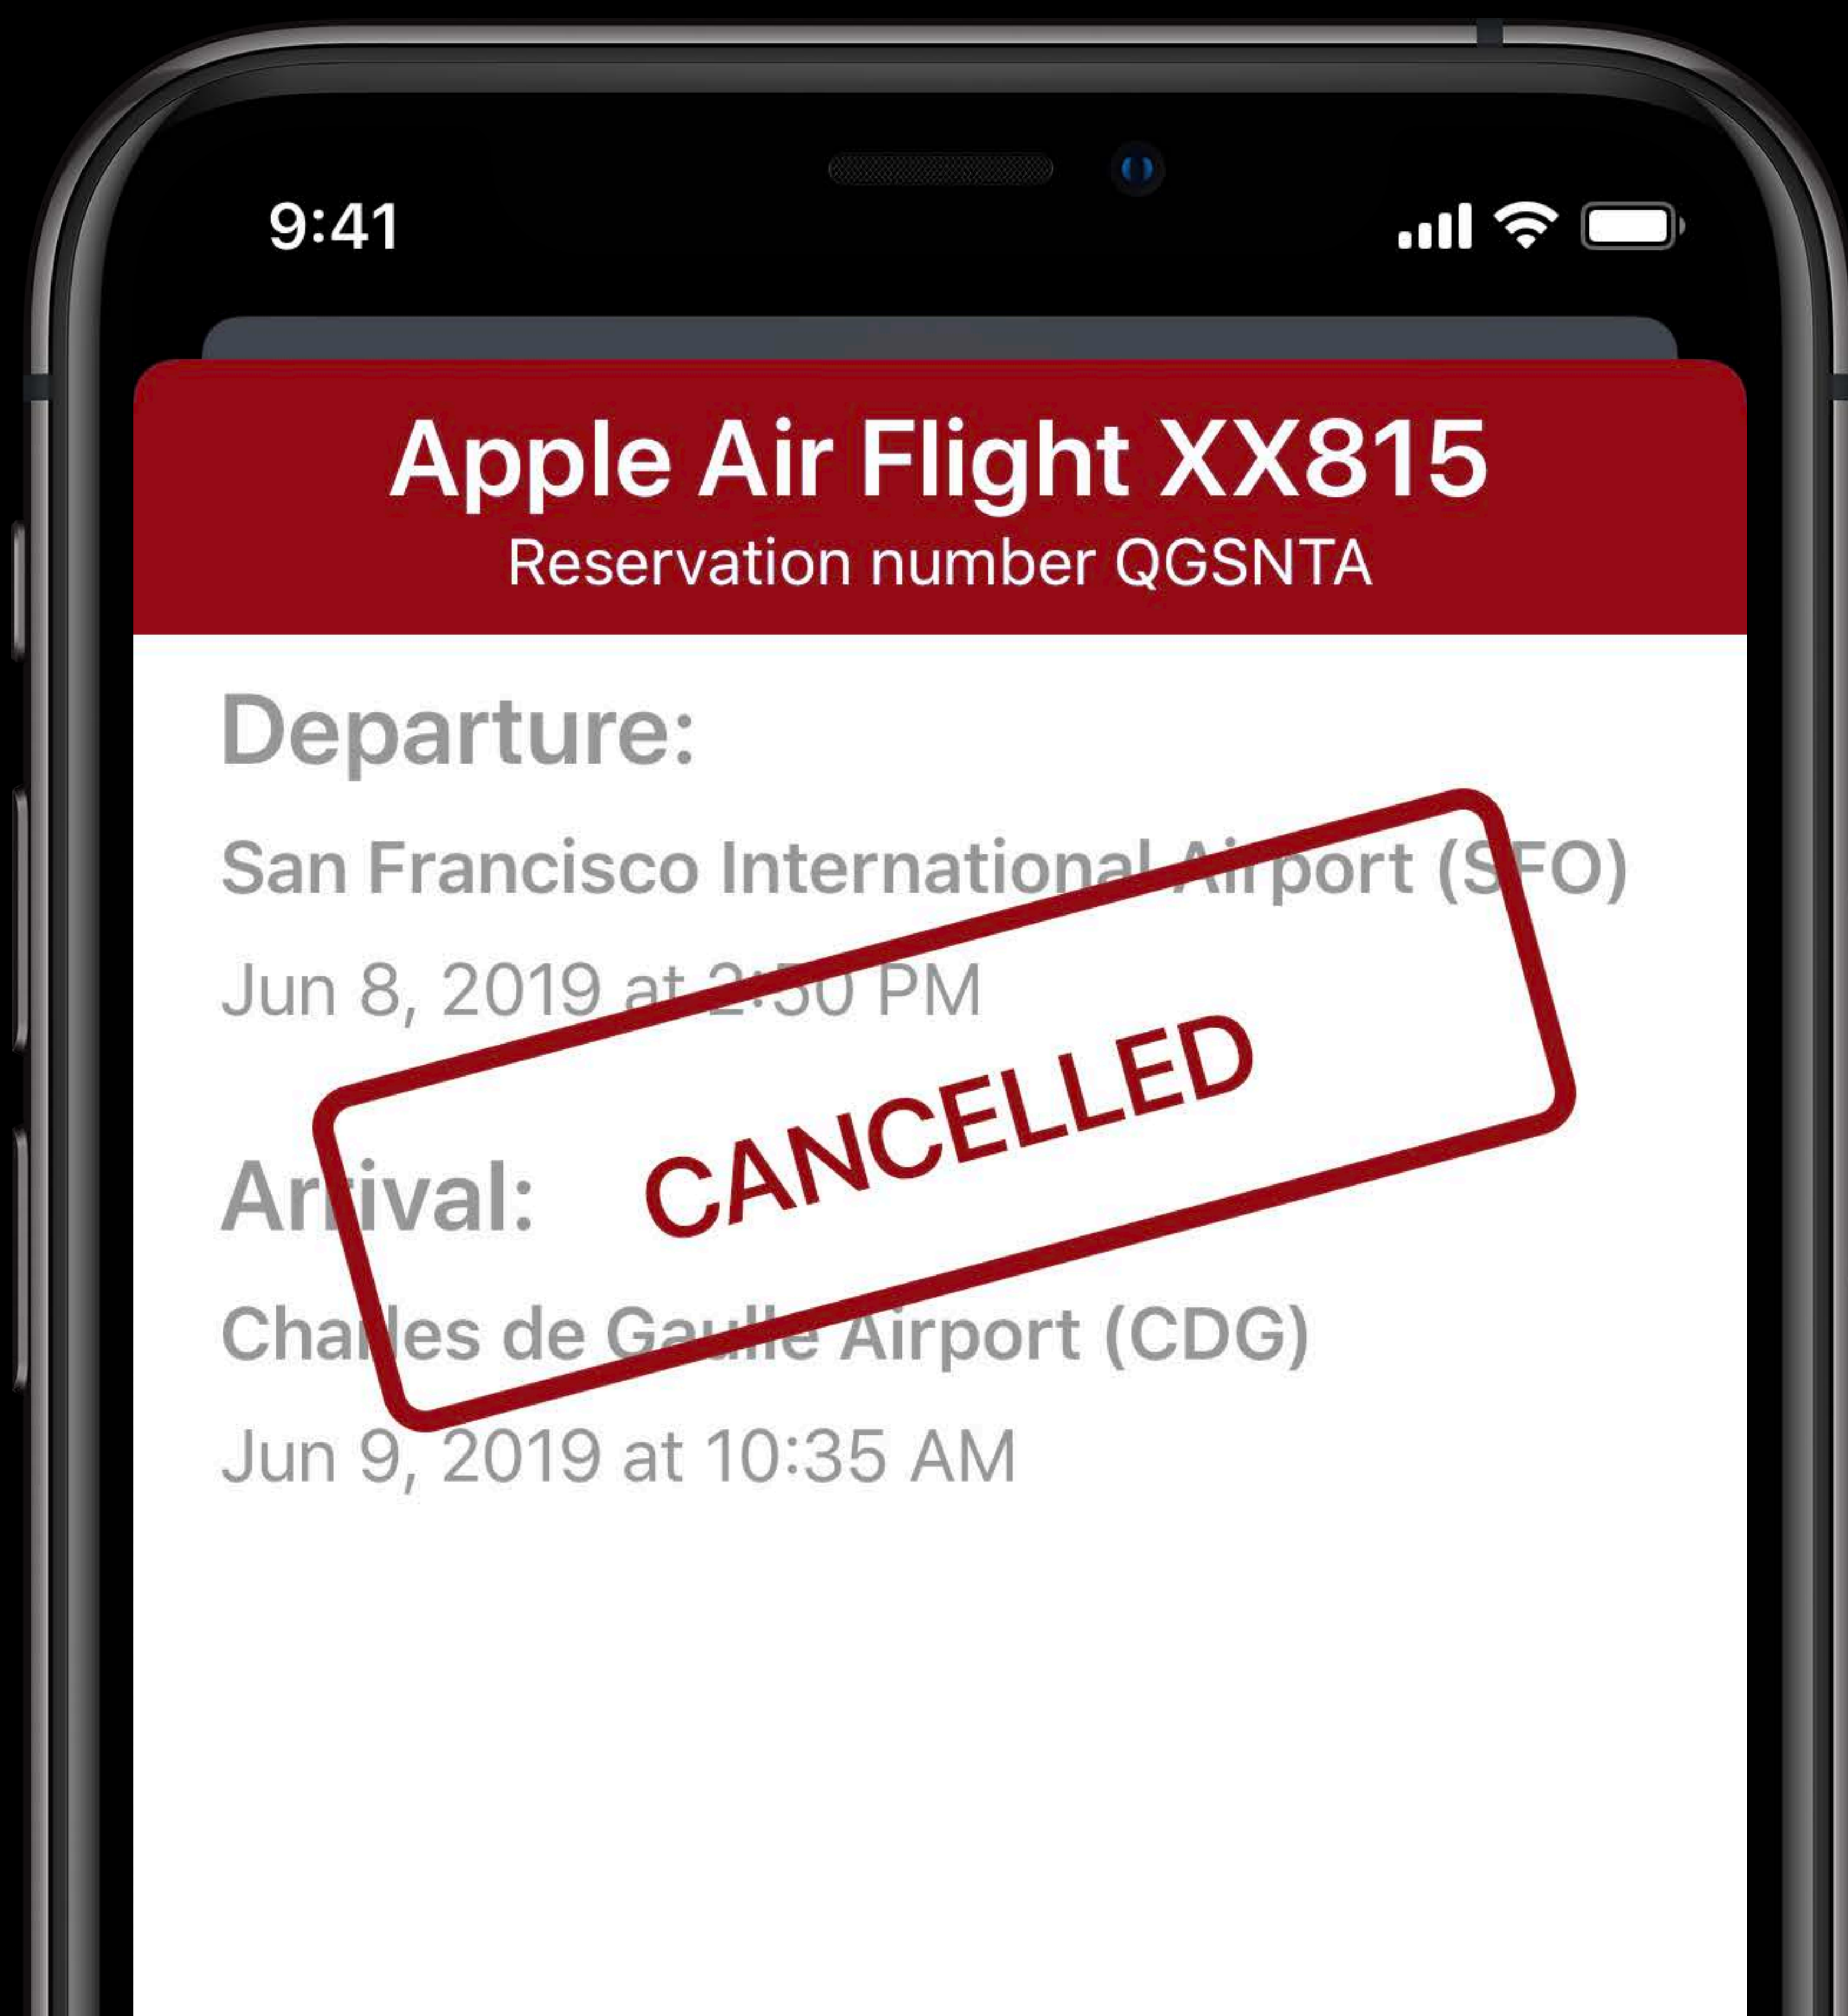 9:41
Apple Air Flight XX815
Reservation number QGSNTA
Departure:
San Francisco International Airport (SFO)
Jun 8, 2019 at 2:50 PM
CANCELLED
Arrival:
Charles de Gaulle Airport (CDG)
Jun 9, 2019 at 10:35 AM